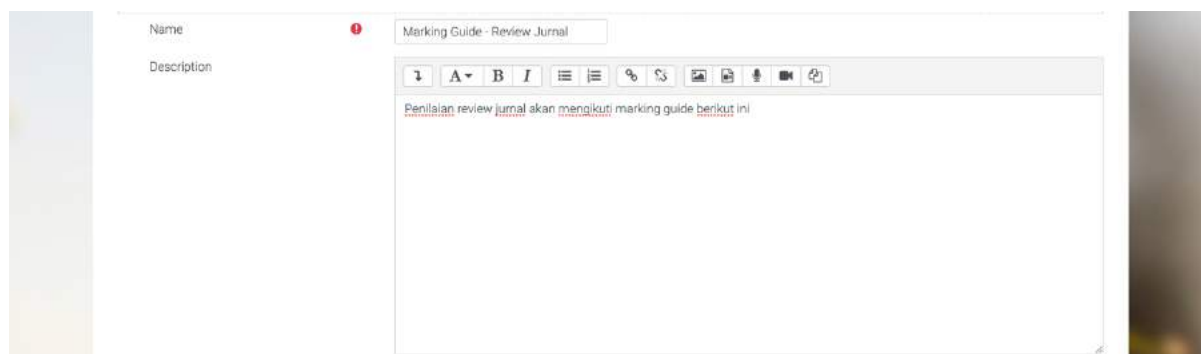 Name
Marking Guide - Review Jurnal
Description
A B I
Penilaian review jurnal akan mengikuti marking guide berikut ini